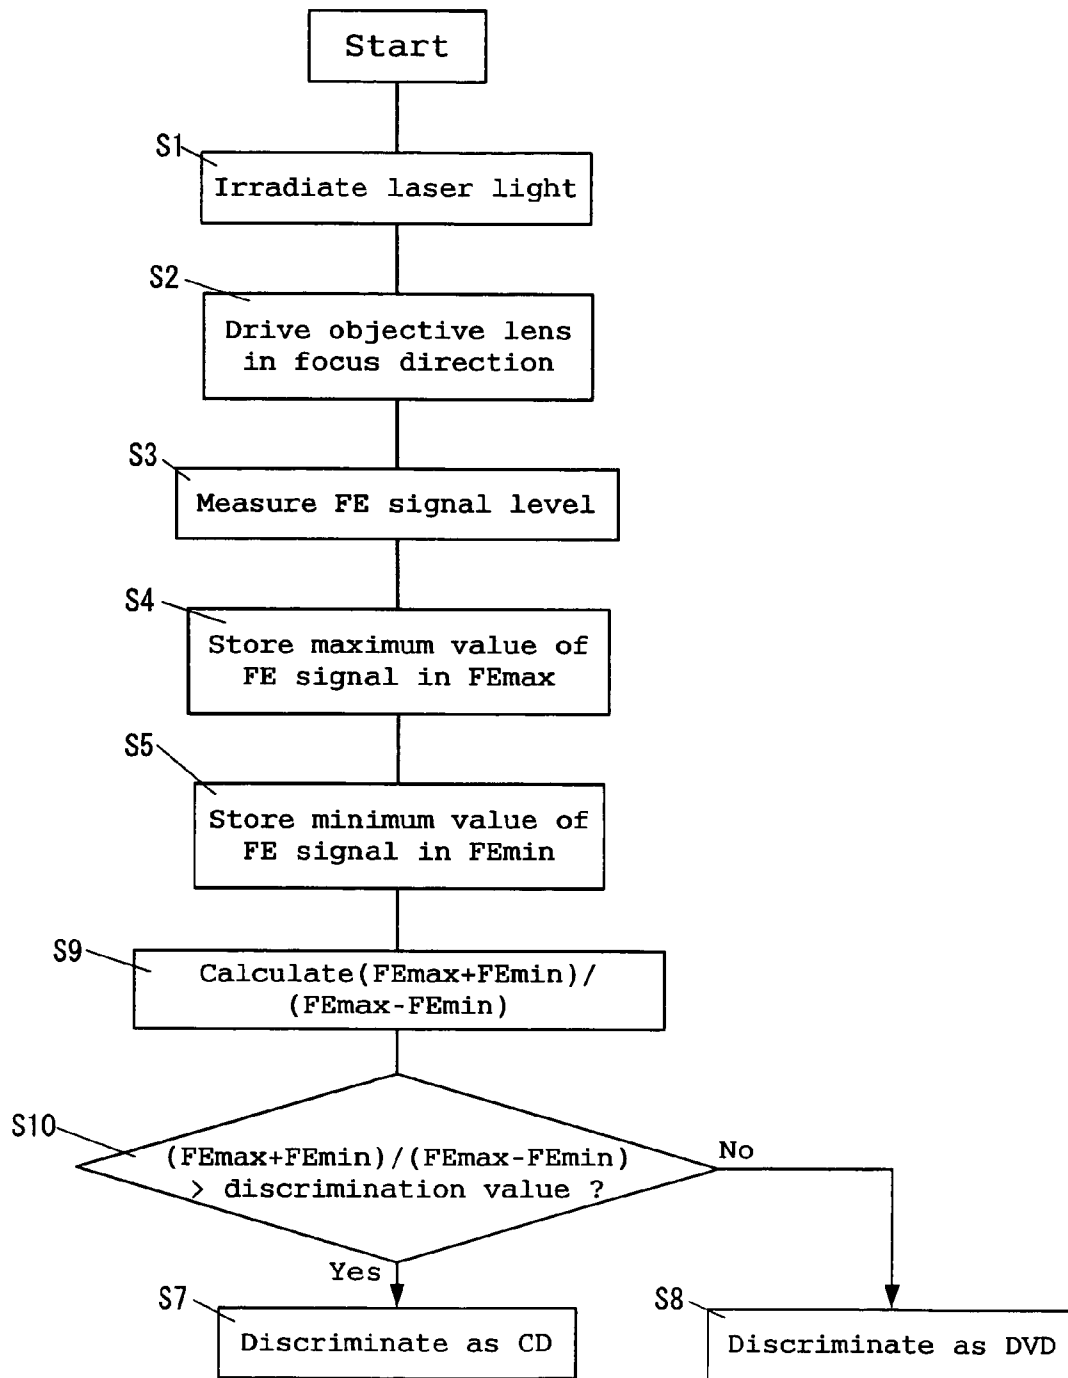 Start
S1
Irradiate laser light
S2
Drive objective lens
in focus direction
S3
Measure FE signal level
S4
Store maximum value of
FE signal in FEmax
S5
Store minimum value of
FE signal in FEmin
S9
Calculate(FEmax+FEmin)/
(FEmax-FEmin)
S10
(FEmax+FEmin)/(FEmax-FEmin)
> discrimination value ?
No
Yes
S7
Discriminate as CD
S8
Discriminate as DVD